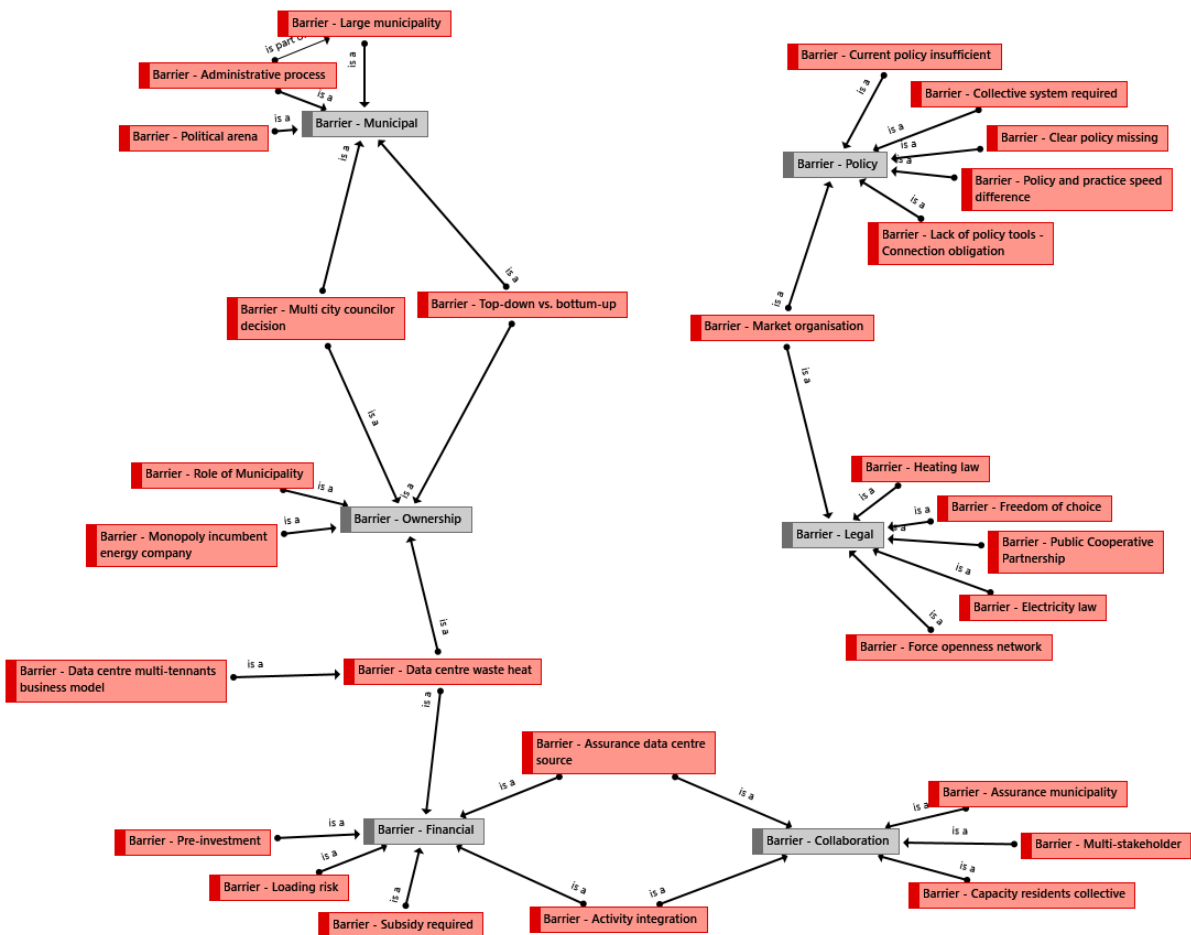 Barrier - Large municipality
is part o
is a
Barrier - Administrative process
is a
is a
Barrier - Political arena
Barrier - Municipal
is a
is a
Barrier - Multi city councilor
decision
Barrier - Top-down vs. bottum-up
is a
is a
Barrier - Role of Municipality
is a
is a
Barrier - Monopoly incumbent
energy company
Barrier - Ownership
is a
Barrier - Data centre multi-tennants
business model
is a
Barrier - Data centre waste heat
is a
Barrier - Assurance data centre
source
is a
is a
Barrier - Pre-investment
is a
Barrier - Financial
is a
Barrier - Loading risk
is a
Barrier - Subsidy required
is a
Barrier - Activity integration
is a
Barrier - Collaboration
is a
Barrier - Assurance municipality
is a
Barrier - Multi-stakeholder
is a
Barrier - Capacity residents collective
Barrier - Current policy insufficient
is a
Barrier - Collective system required
is a
Barrier - Clear policy missing
is a
Barrier - Policy
is a
Barrier - Policy and practice speed
difference
is a
Barrier - Lack of policy tools -
Connection obligation
is a
Barrier - Market organisation
is a
Barrier - Heating law
is a
Barrier - Freedom of choice
is a
Barrier - Legal
is a
Barrier - Public Cooperative
Partnership
is a
Barrier - Electricity law
is a
Barrier - Force openness network